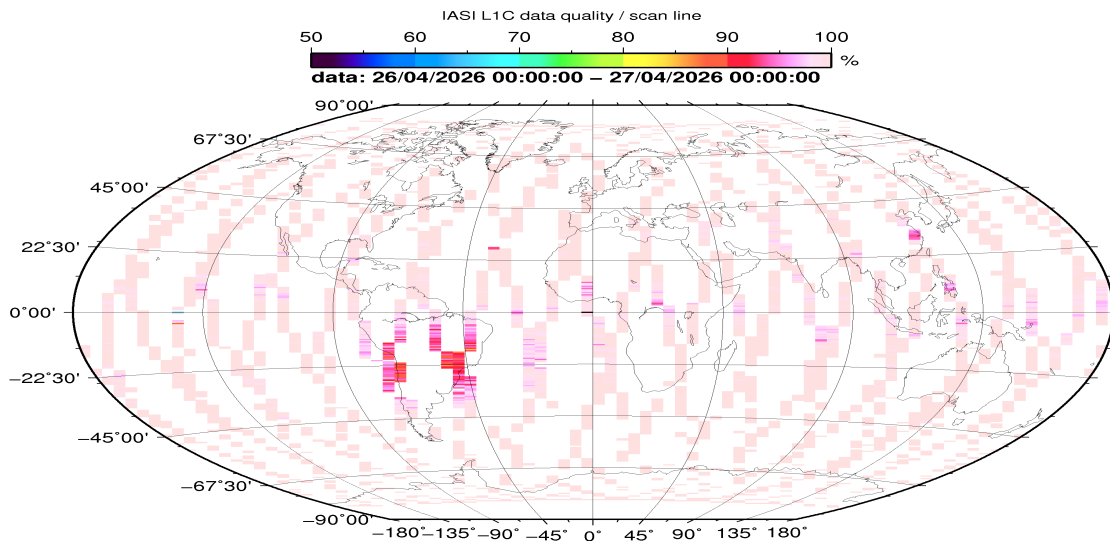 IASI L1C data quality / scan line
50 60 70 80 90 100
%
data: 26/04/2026 00:00:00 – 27/04/2026 00:00:00
90°00'
67°30'
45°00'
22°30'
0°00'
−22°30'
−45°00'
−67°30'
−90°00'
−180°−135° −90° −45° 0° 45° 90° 135° 180°